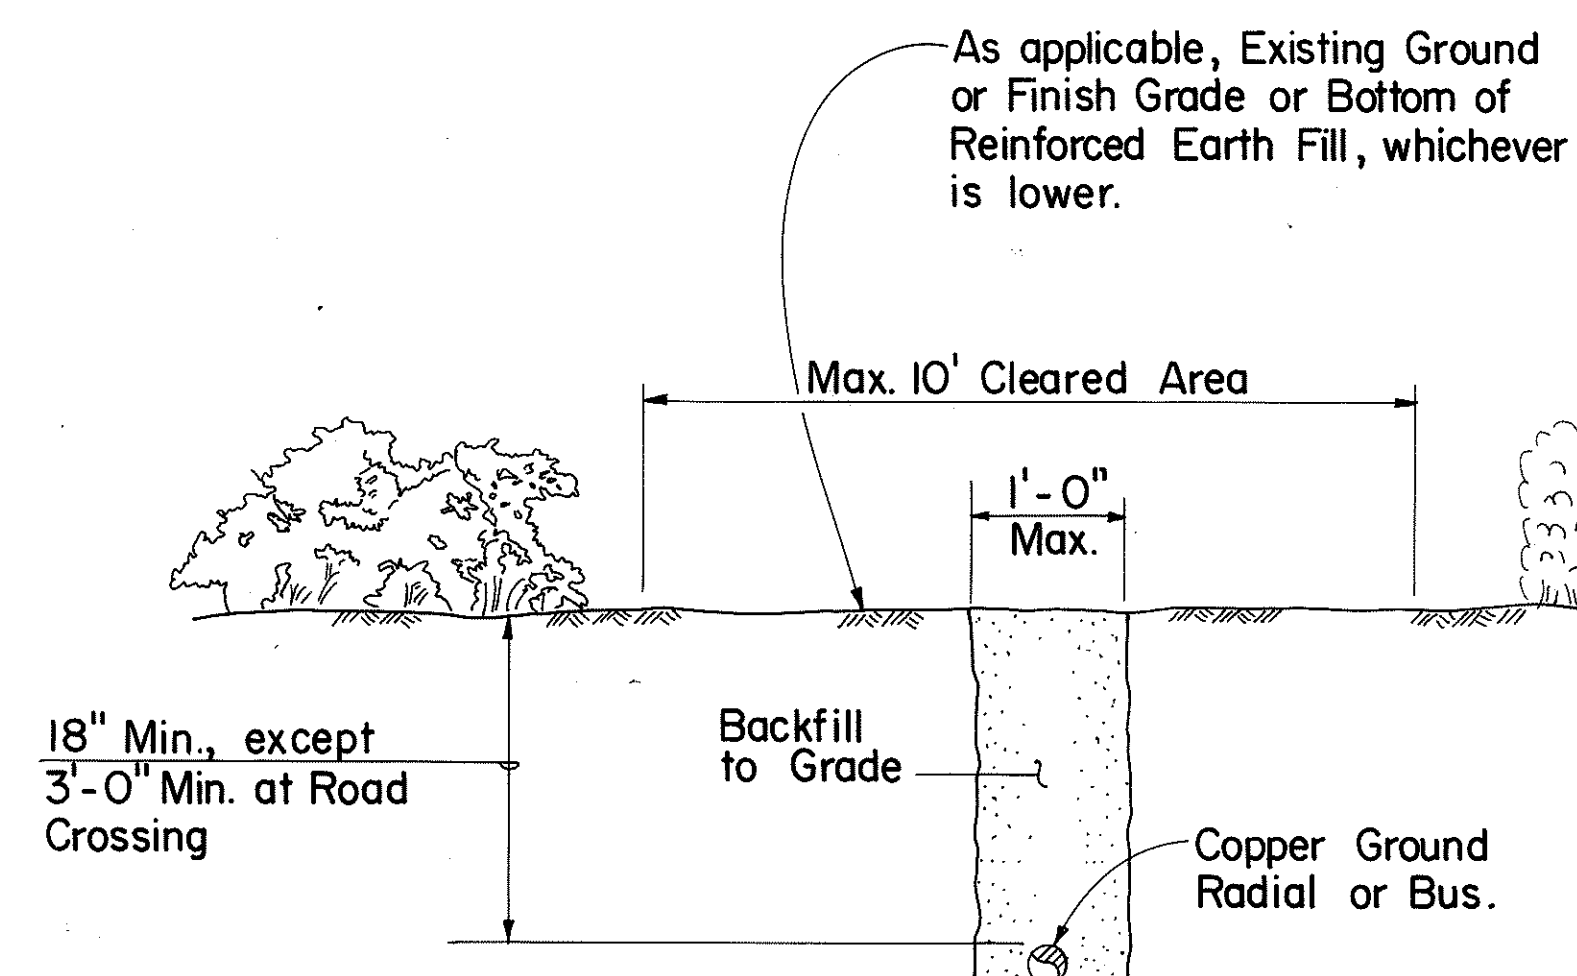 As applicable, Existing Ground
or Finish Grade or Bottom of
Reinforced Earth Fill, whichever
is lower.
Max. 10' Cleared Area
1'-0"
Max.
18" Min., except
3'-0" Min. at Road
Crossing
Backfill
to Grade
Copper Ground
Radial or Bus.